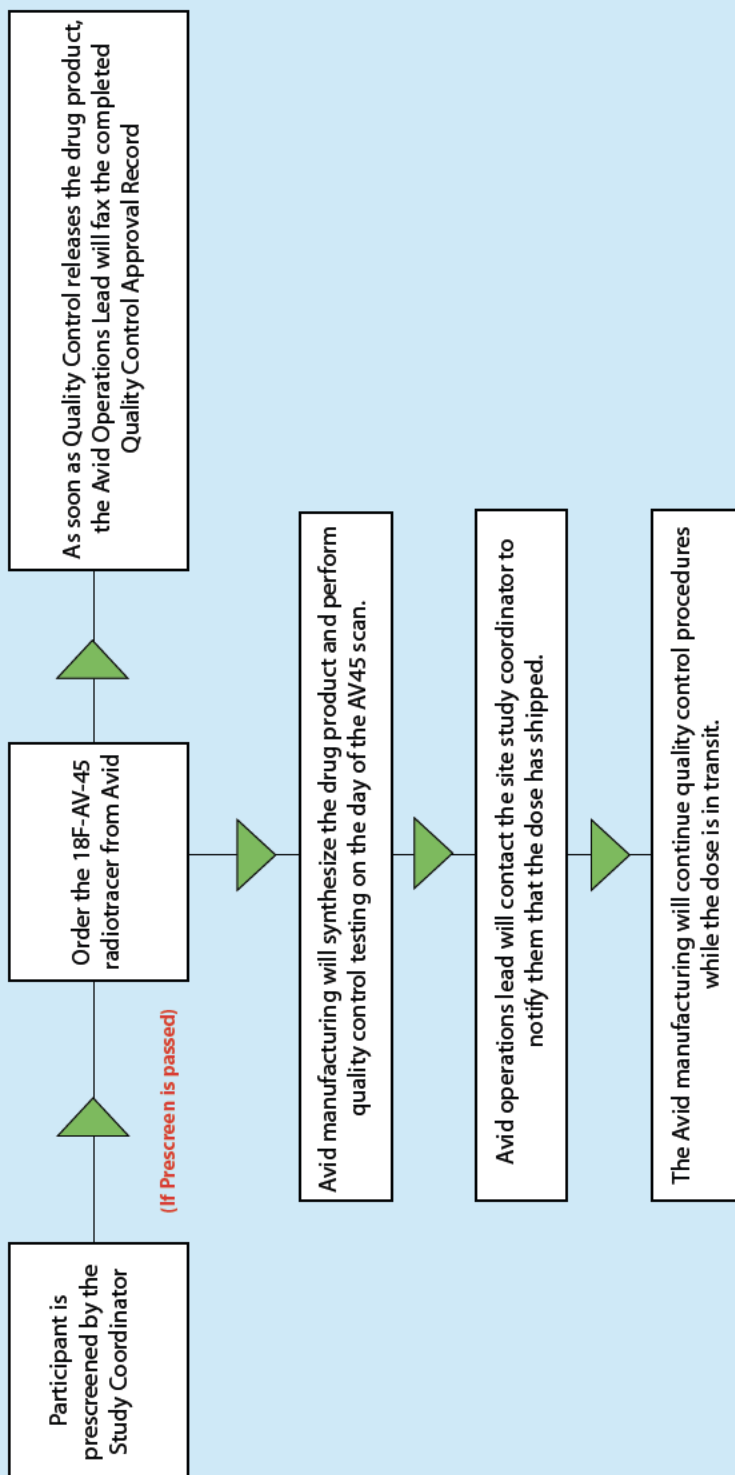 Participant is
prescreened by the
Study Coordinator
(If Prescreen is passed)
Order the 18F-AV-45
radiotracer from Avid
As soon as Quality Control releases the drug product,
the Avid Operations Lead will fax the completed
Quality Control Approval Record
Avid manufacturing will synthesize the drug product and perform
quality control testing on the day of the AV45 scan.
Avid operations lead will contact the site study coordinator to
notify them that the dose has shipped.
The Avid manufacturing will continue quality control procedures
while the dose is in transit.